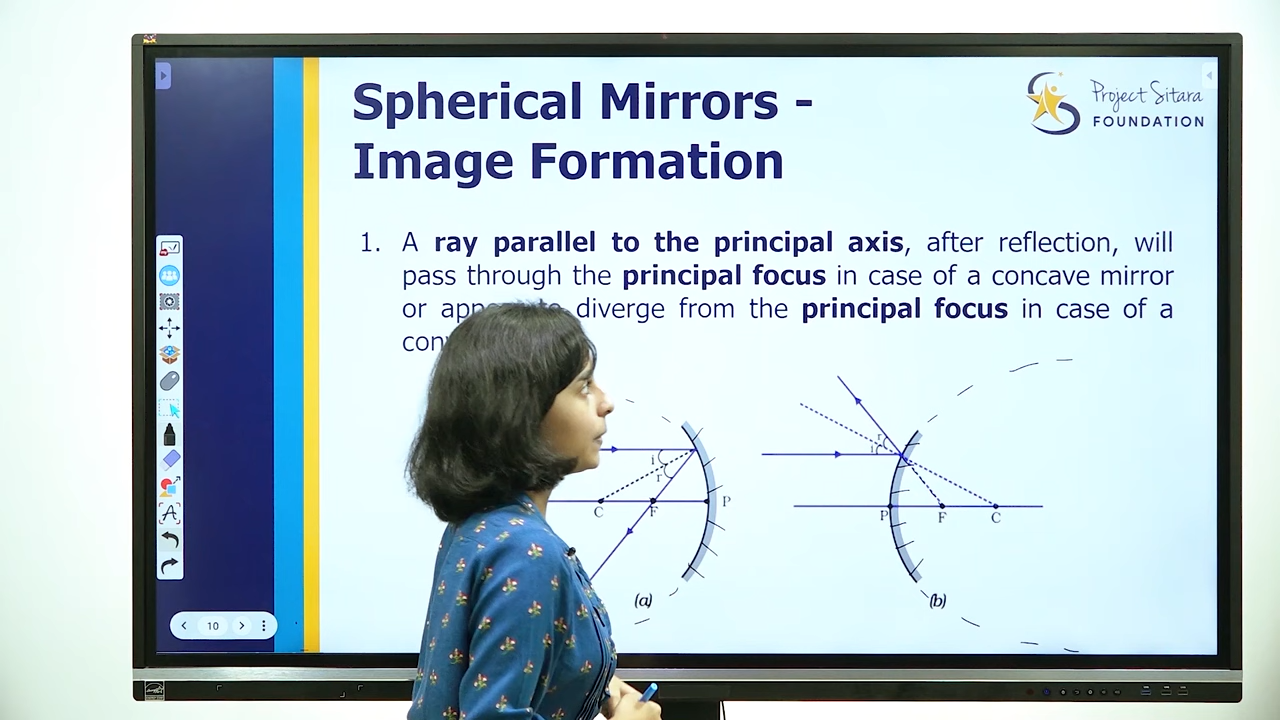 Spherical Mirrors -
Image Formation
Project Sitara
FOUNDATION
1. A ray parallel to the principal axis, after reflection, will
pass through the principal focus in case of a concave mirror
or diverge from the principal focus in case of a
i
r
C
F
P
(a)
r
i
P
F
C
(b)
10